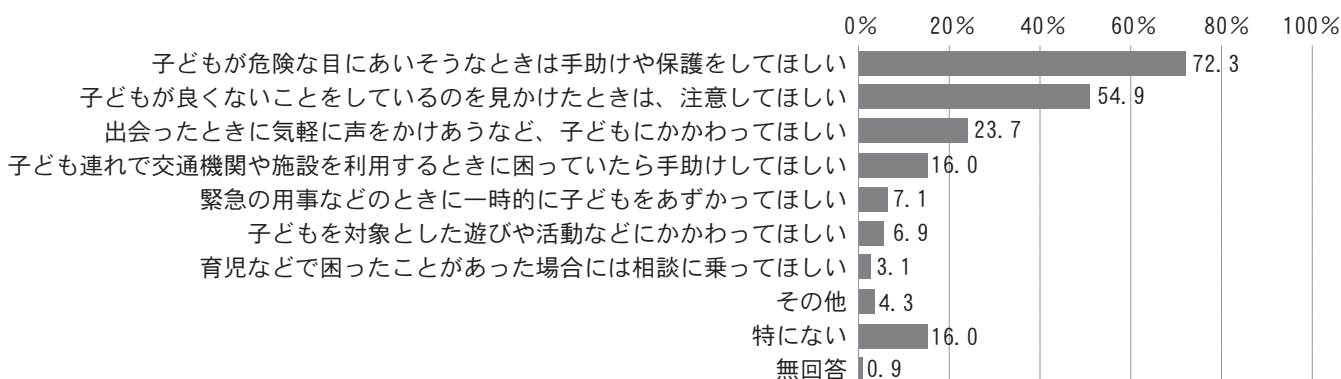 0% 20% 40% 60% 80% 100%
子どもが危険な目にあいそうなときは手助けや保護をしてほしい 72.3
子どもが良くないことをしているのを見かけたときは、注意してほしい 54.9
出会ったときに気軽に声をかけあうなど、子どもにかかわってほしい 23.7
子ども連れで交通機関や施設を利用するときに困っていたら手助けしてほしい 16.0
緊急の用事などのときに一時的に子どもをあずかってほしい 7.1
子どもを対象とした遊びや活動などにかかわってほしい 6.9
育児などで困ったことがあった場合には相談に乗ってほしい 3.1
その他 4.3
特にない 16.0
無回答 0.9